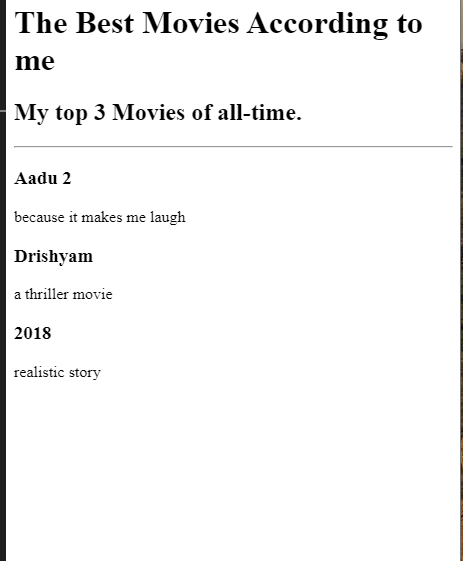 The Best Movies According to
me
My top 3 Movies of all-time.
Aadu 2
because it makes me laugh
Drishyam
a thriller movie
2018
realistic story